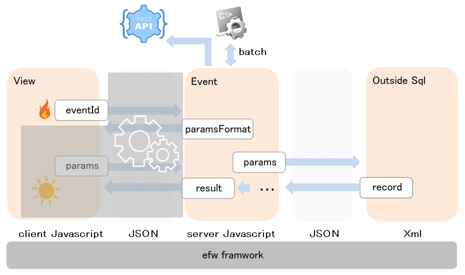 REST
API
C:\>
batch
View
Event
Outside Sql
eventId
paramsFormat
params
params
result
...
record
client Javascript
JSON
server Javascript
JSON
Xml
efw framwork